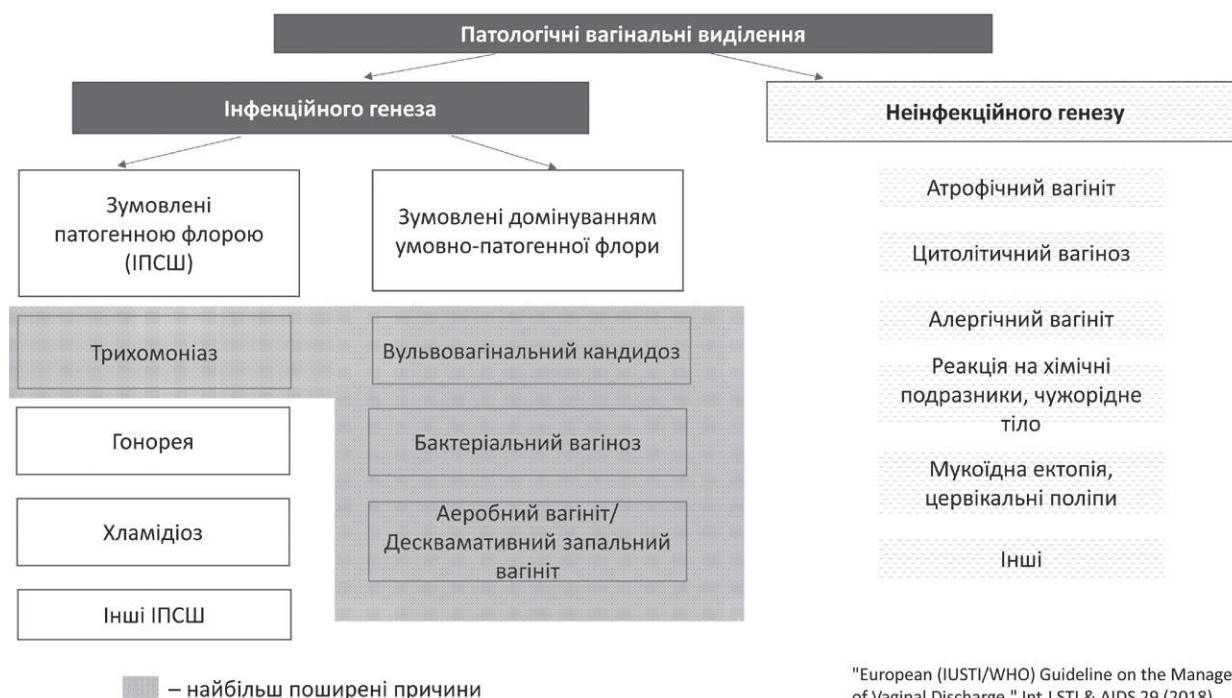 Патологічні вагінальні виділення
Інфекційного генеза
Неінфекційного генезу
Зумовлені
патогенною флорою
(ІПСШ)
Зумовлені домінуванням
умовно-патогенної флори
Трихомоніаз
Гонорея
Хламідіоз
Інші ІПСШ
Вульвовагінальний кандидоз
Бактеріальний вагіноз
Аеробний вагініт/
Десквамативний запальний
вагініт
Атрофічний вагініт
Цитолітичний вагіноз
Алергічний вагініт
Реакція на хімічні
подразники, чужорідне
тіло
Мукоїдна ектопія,
цервікальні поліпи
Інші
– найбільш поширені причини
"European (IUSTI/WHO) Guideline on the Manage
of Vaginal Discharge." Int J STI & AIDS 29 (2018)